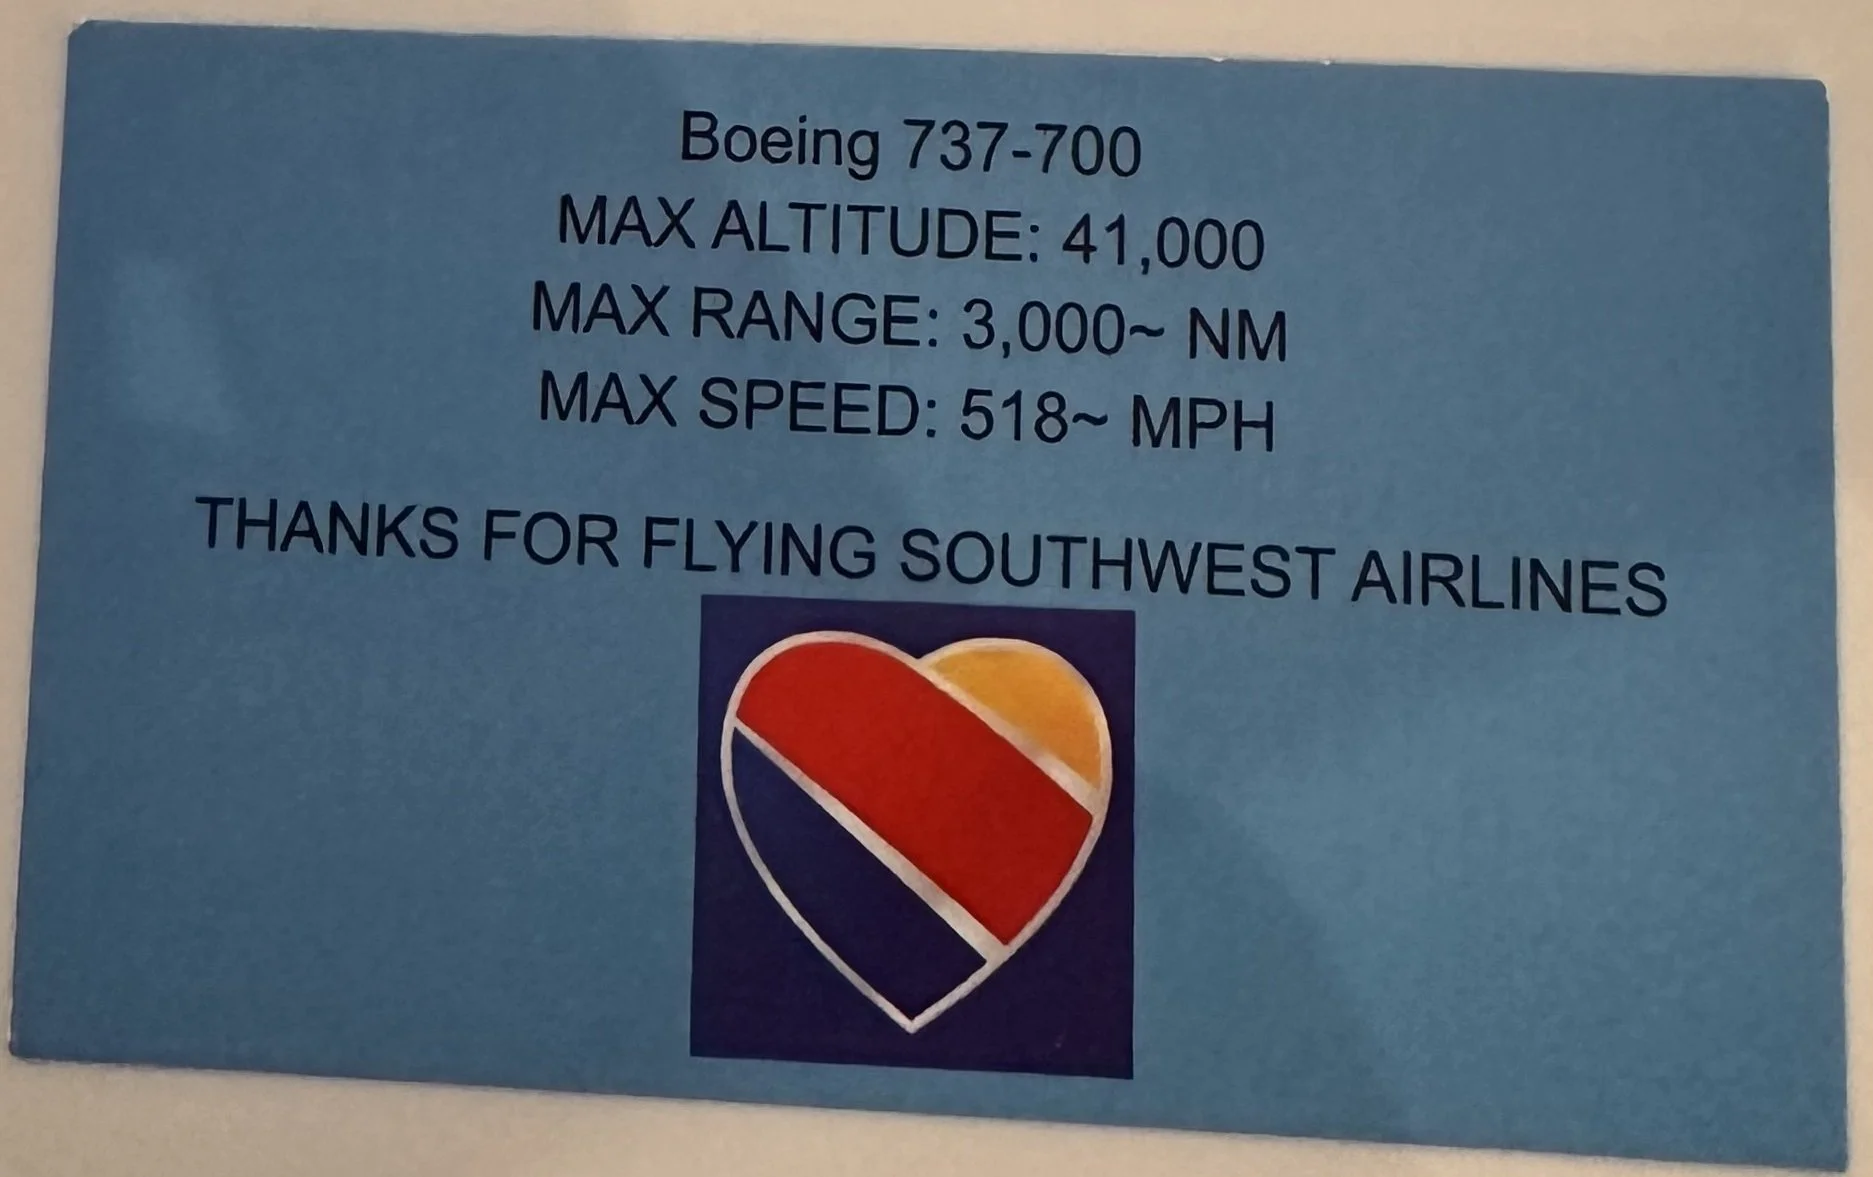 Boeing 737-700
MAX ALTITUDE: 41,000
MAX RANGE: 3,000~ NM
MAX SPEED: 518~ MPH
THANKS FOR FLYING SOUTHWEST AIRLINES